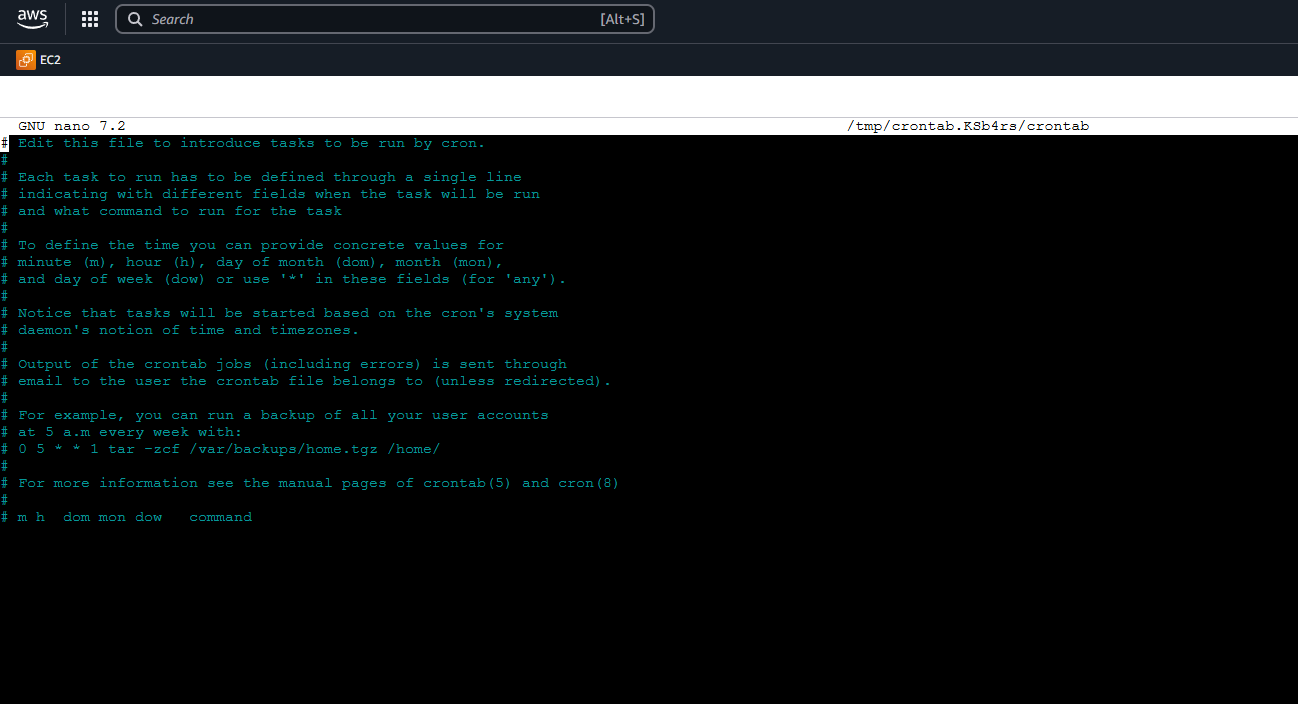 aws
Search [Alt+S]
EC2
GNU nano 7.2 /tmp/crontab.KSb4rs/crontab
# Edit this file to introduce tasks to be run by cron.
#
# Each task to run has to be defined through a single line
# indicating with different fields when the task will be run
# and what command to run for the task
#
# To define the time you can provide concrete values for
# minute (m), hour (h), day of month (dom), month (mon),
# and day of week (dow) or use '*' in these fields (for 'any').
#
# Notice that tasks will be started based on the cron's system
# daemon's notion of time and timezones.
#
# Output of the crontab jobs (including errors) is sent through
# email to the user the crontab file belongs to (unless redirected).
#
# For example, you can run a backup of all your user accounts
# at 5 a.m every week with:
# 0 5 * * 1 tar -zcf /var/backups/home.tgz /home/
#
# For more information see the manual pages of crontab(5) and cron(8)
#
# m h  dom mon dow   command